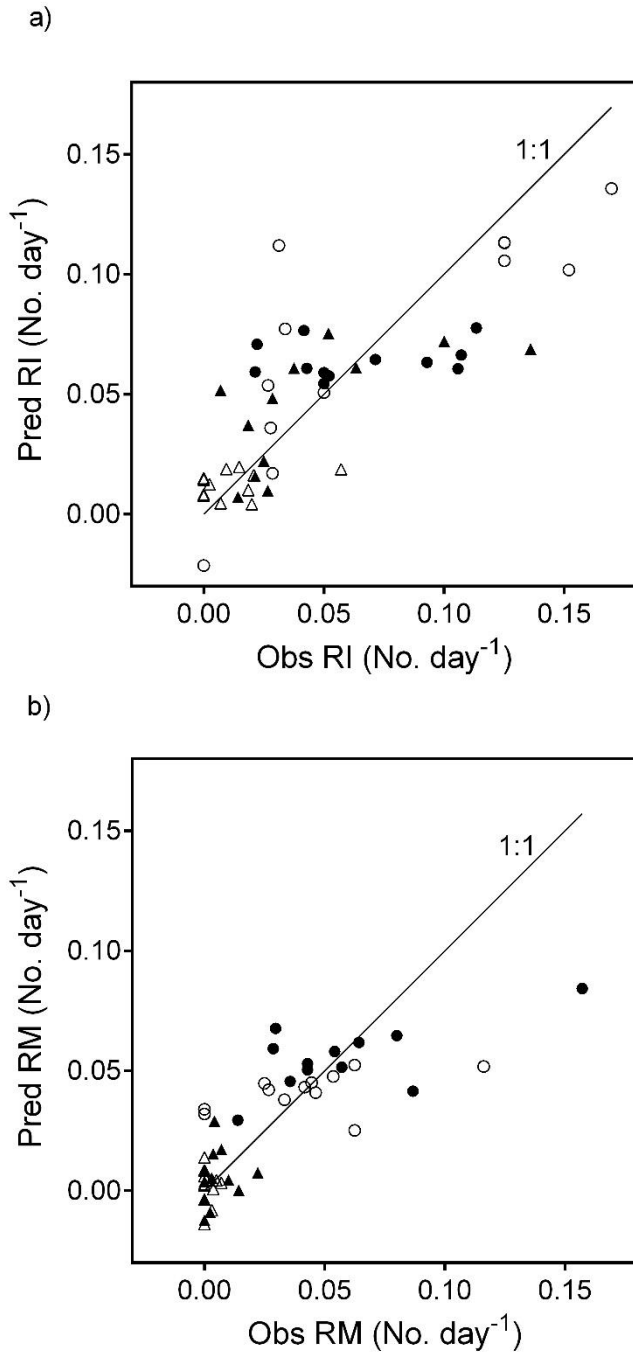 a)
0.15
0.10
0.05
0.00
Pred RI (No. day⁻¹)
1:1
0.00 0.05 0.10 0.15
Obs RI (No. day⁻¹)
b)
0.15
0.10
0.05
0.00
Pred RM (No. day⁻¹)
1:1
0.00 0.05 0.10 0.15
Obs RM (No. day⁻¹)